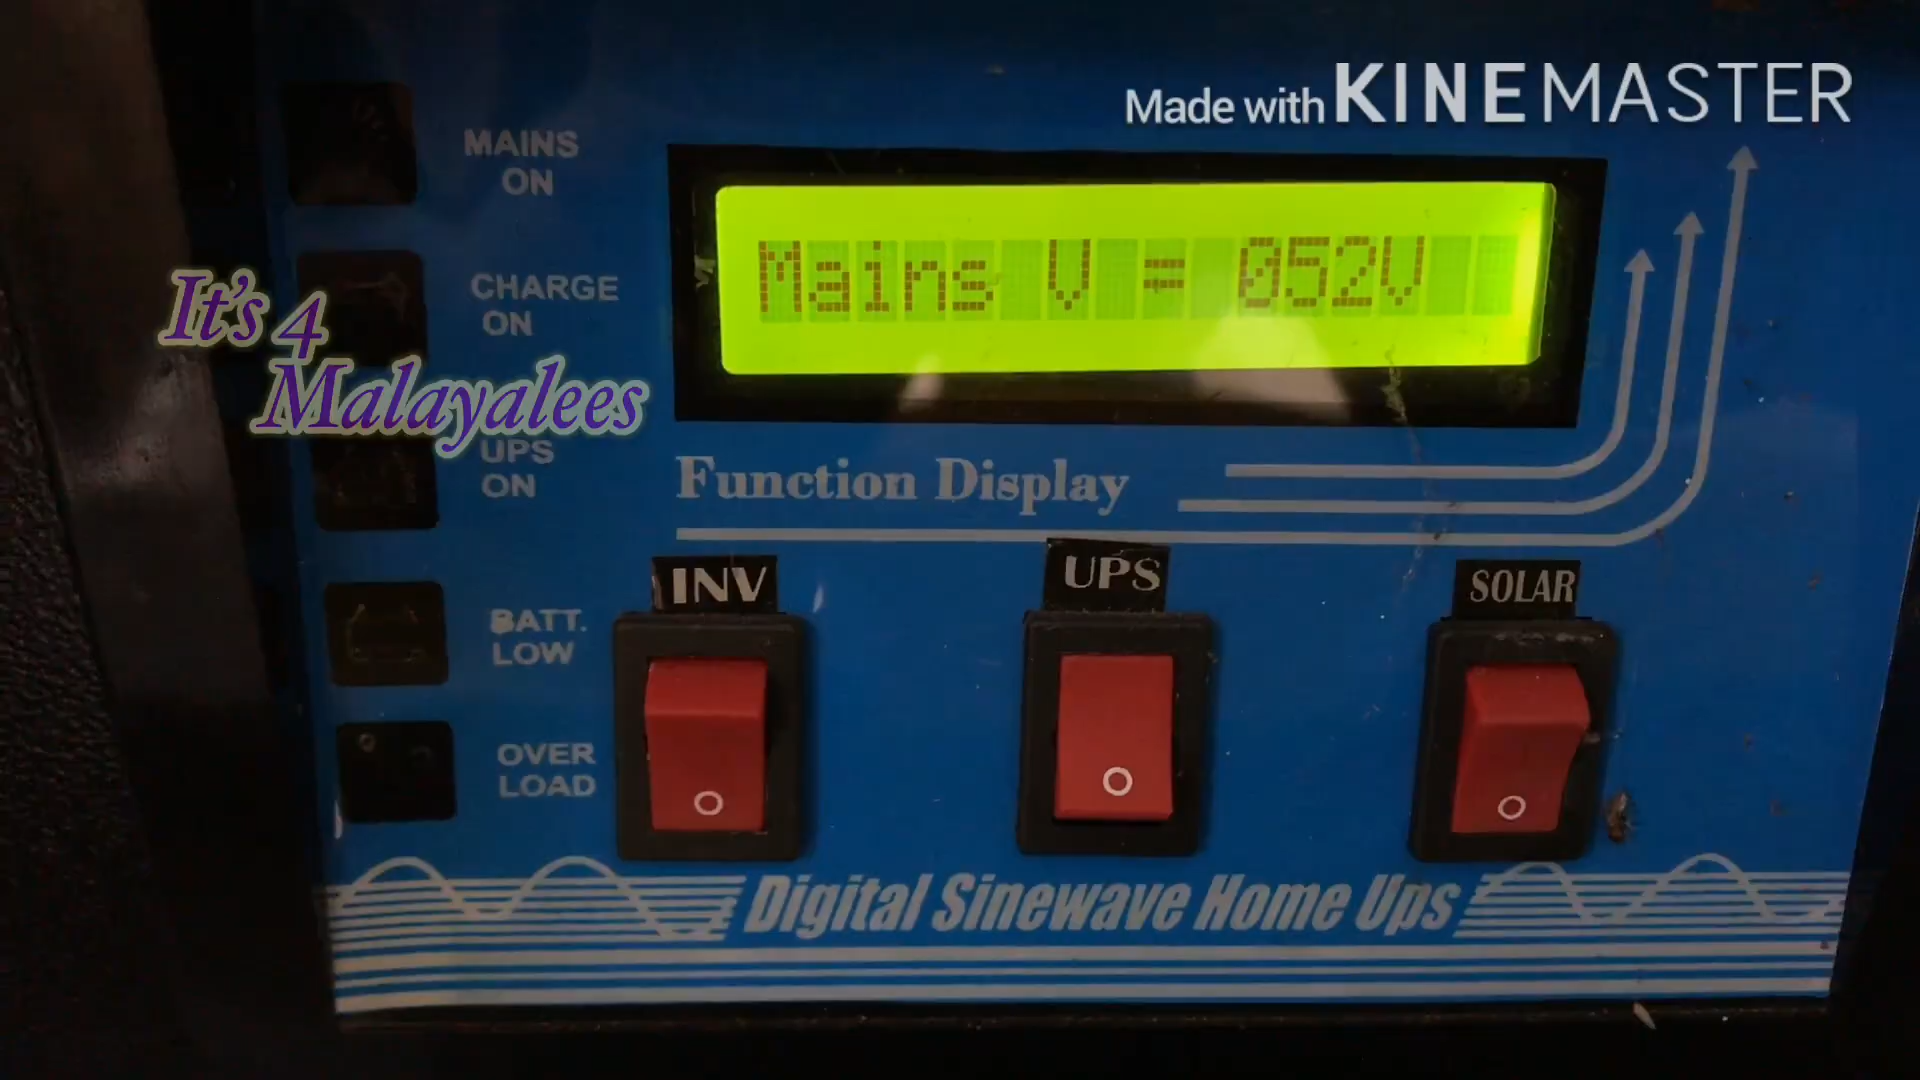 Made with KINEMASTER
MAINS
ON
Mains V = 052V
CHARGE
ON
It's 4
Malayalees
UPS
ON
Function Display
INV
UPS
SOLAR
BATT.
LOW
OVER
LOAD
Digital Sinewave Home Ups